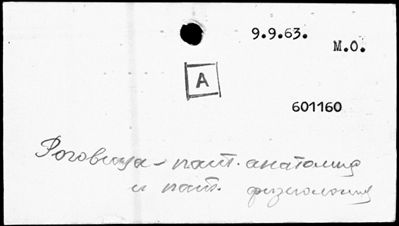 9.9.63.
М.О.
А
601160
Роговица - пат. анатомия
и пат. физиология